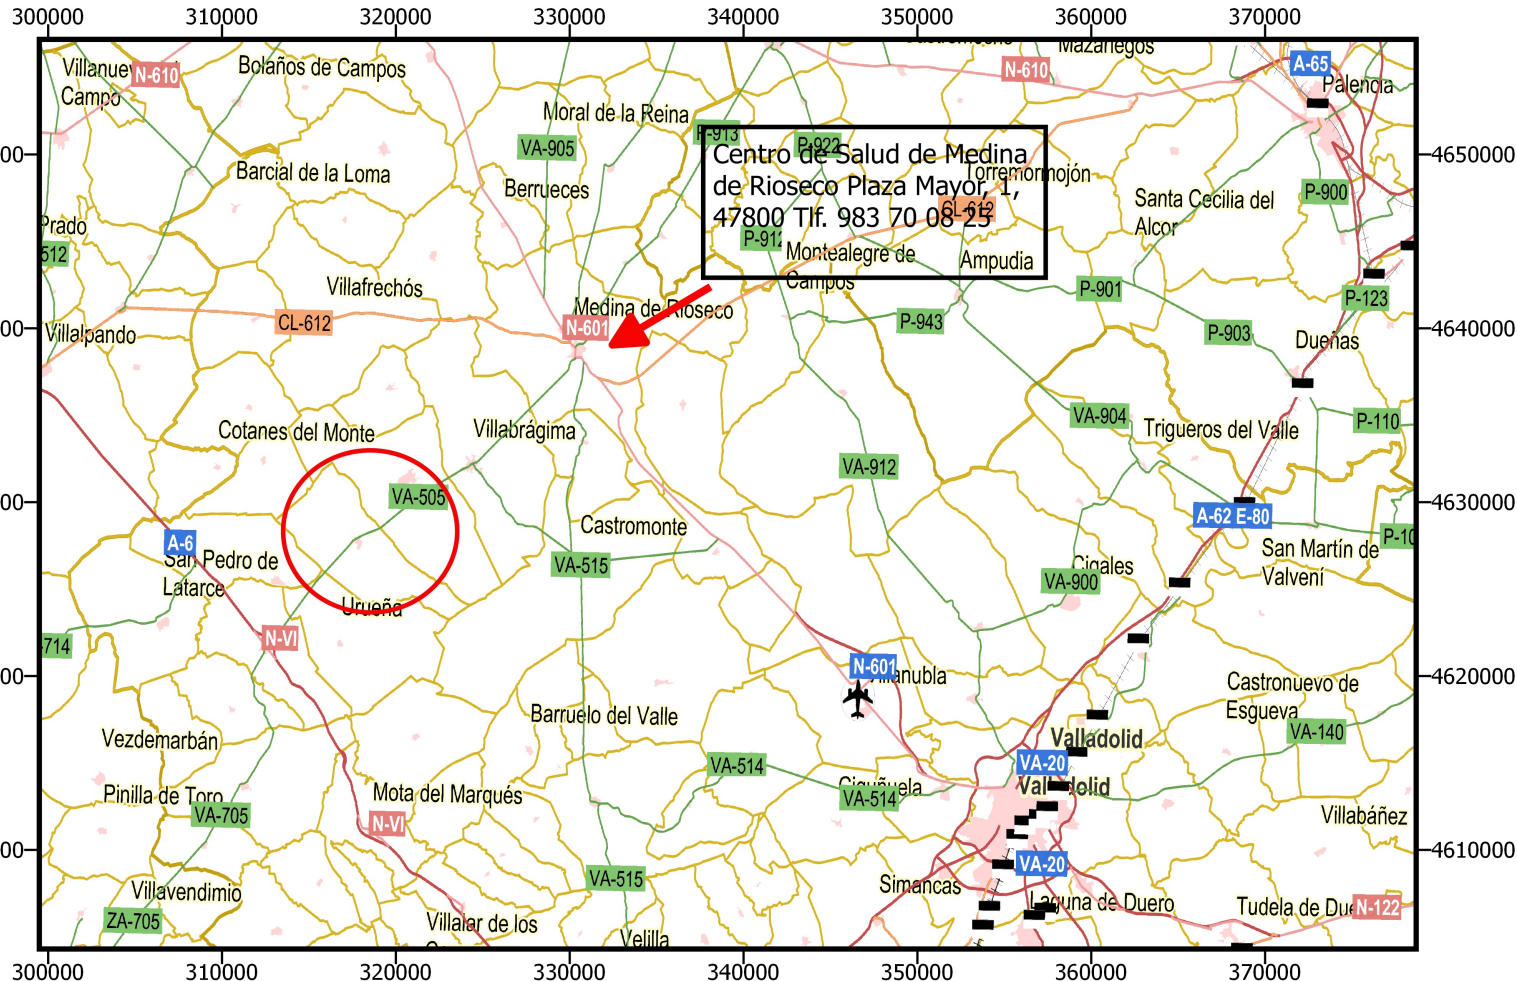 300000 310000 320000 330000 340000 350000 360000 370000
Mazariegos
N-610
Bolaños de Campos
N-610
A-65
Campo
Palencia
Moral de la Reina
P-913
VA-905
P-922
Centro de Salud de Medina
de Rioseco Plaza Mayor, 1,
47800 Tlf. 983 70 08 25
4650000
Barcial de la Loma
Torremormojón
Berrueces
P-900
Santa Cecilia del
Alcor
CL-612
Prado
512
P-912
Montealegre de
Campos
Ampudia
Villafrechós
P-901
P-123
Medina de Rioseco
CL-612
N-601
P-943
4640000
Villalpando
P-903
Dueñas
VA-904
P-110
Cotanes del Monte
Villabrágima
Trigueros del Valle
VA-912
VA-505
4630000
A-62 E-80
Castromonte
A-6
P-10
San Pedro de
Latarce
VA-515
San Martín de
Valvení
Cigales
VA-900
Urueña
N-VI
-714
N-601
Villanubla
4620000
Castronuevo de
Esgueva
Barruelo del Valle
VA-140
Vezdemarbán
Valladolid
VA-514
VA-20
Ciguñuela
Valladolid
Pinilla de Toro
Mota del Marqués
VA-514
VA-705
N-VI
Villabáñez
4610000
VA-20
VA-515
Simancas
Villavendimio
Laguna de Duero
Tudela de Due
N-122
ZA-705
Villalar de los
Velilla
300000 310000 320000 330000 340000 350000 360000 370000